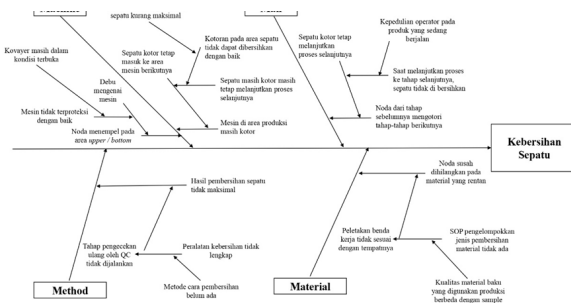 sepatu kurang maksimal
Kovayer masih dalam
kondisi terbuka
Debu
mengenai
mesin
Mesin tidak terproteksi
dengan baik
Noda menempel pada
area upper / bottom
Sepatu kotor tetap
masuk ke area
mesin berikutnya
Kotoran pada area sepatu
tidak dapat dibersihkan
dengan baik
Sepatu masih kotor masih
tetap melanjutkan proses
selanjutnya
Mesin di area produksi
masih kotor
Sepatu kotor tetap
melanjutkan proses
selanjutnya
Kepedulian operator pada
produk yang sedang
berjalan
Saat melanjutkan proses
ke tahap selanjutnya,
sepatu tidak di bersihkan
Noda dari tahap
sebelumnya mengotori
tahap-tahap berikutnya
Kebersihan
Sepatu
Hasil pembersihan sepatu
tidak maksimal
Tahap pengecekan
ulang oleh QC
tidak dijalankan
Peralatan kebersihan tidak
lengkap
Metode cara pembersihan
belum ada
Method
Noda susah
dihilangkan pada
material yang rentan
Peletakan benda
kerja tidak sesuai
dengan tempatnya
SOP pengelompokkan
jenis pembersihan
material tidak ada
Kualitas material baku
yang digunakan produksi
berbeda dengan sample
Material